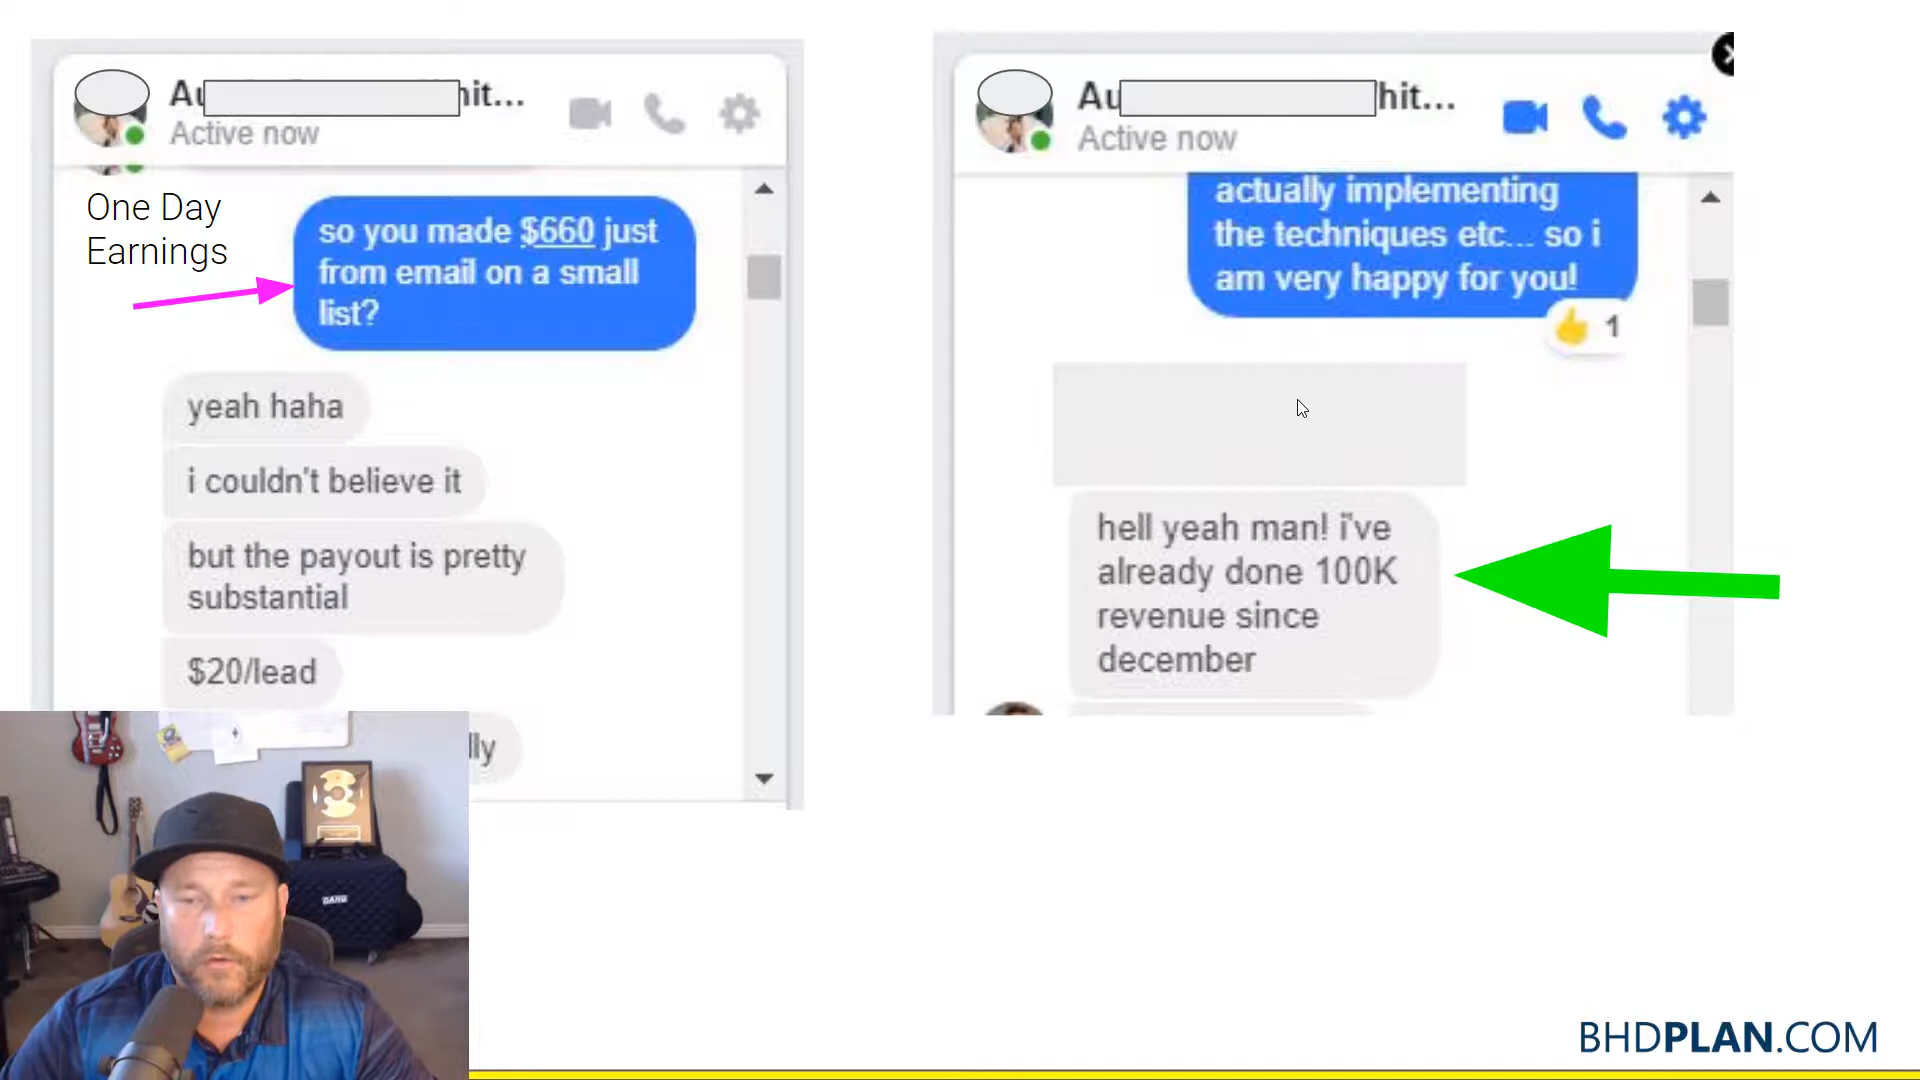 Au
hit...
Active now
One Day
Earnings
so you made $660 just
from email on a small
list?
yeah haha
i couldn't believe it
but the payout is pretty
substantial
$20/lead
lly
Au
hit...
Active now
actually implementing
the techniques etc... so i
am very happy for you!
1
hell yeah man! i've
already done 100K
revenue since
december
BHDPLAN.COM